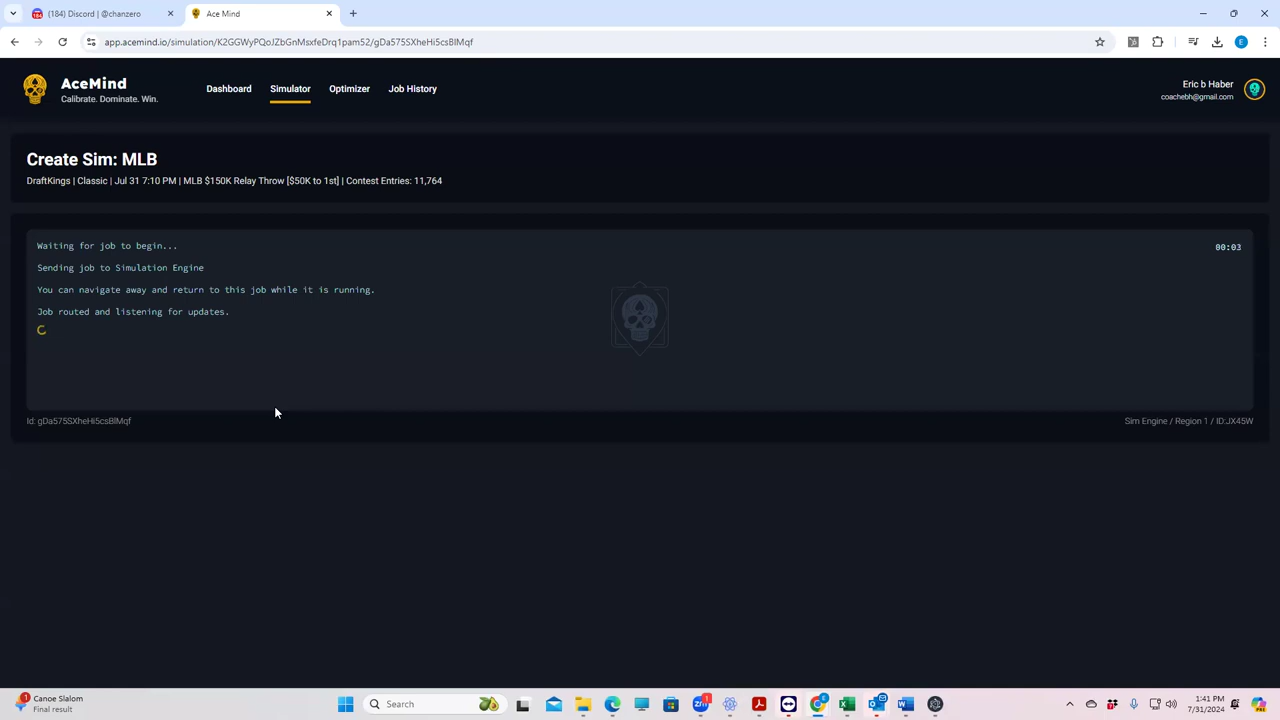 (184) Discord | @chanzero
Ace Mind
app.acemind.io/simulation/K2GGWyPQoJZbGnMsxfeDrq1pam52/gDa575SXheHi5csBlMqf
AceMind
Calibrate. Dominate. Win.
Dashboard
Simulator
Optimizer
Job History
Eric b Haber
coachebh@gmail.com
Create Sim: MLB
DraftKings | Classic | Jul 31 7:10 PM | MLB $150K Relay Throw [$50K to 1st] | Contest Entries: 11,764
Waiting for job to begin...
00:03
Sending job to Simulation Engine
You can navigate away and return to this job while it is running.
Job routed and listening for updates.
Id: gDa575SXheHi5csBlMqf
Sim Engine / Region 1 / ID:JX45W
Canoe Slalom
Final result
Search
1:41 PM
7/31/2024